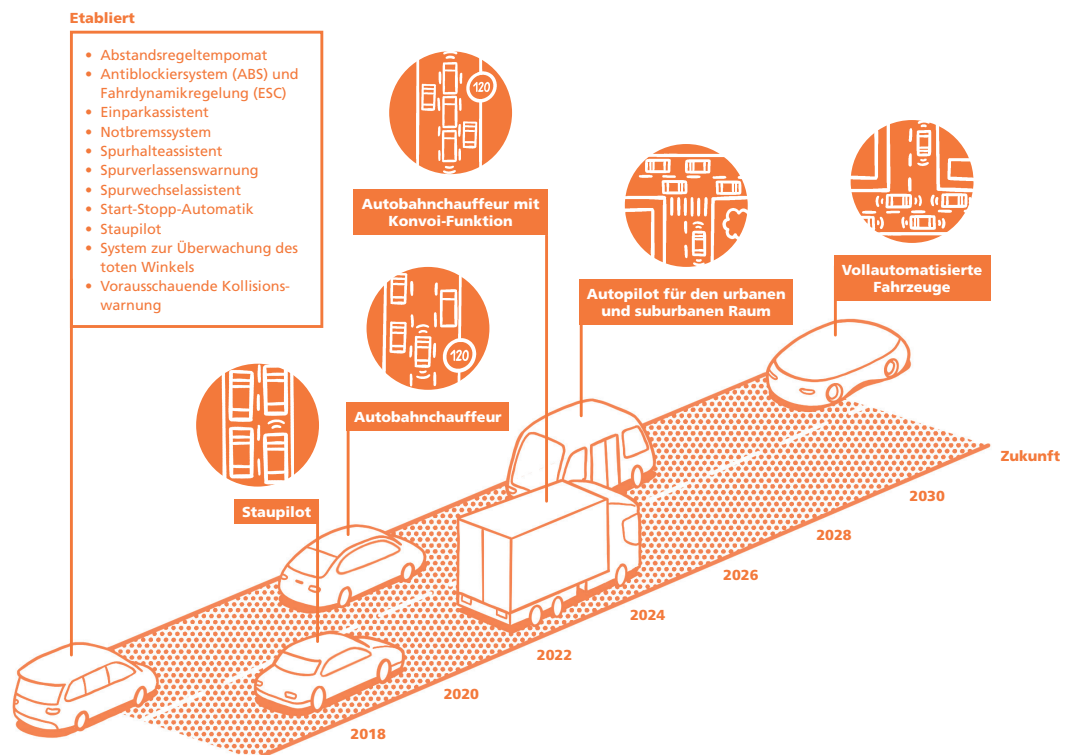 Etabliert
• Abstandsregeltempomat
• Antiblockiersystem (ABS) und
Fahrdynamikregelung (ESC)
• Einparkassistent
• Notbremssystem
• Spurhalteassistent
• Spurverlassenswarnung
• Spurwechselassistent
• Start-Stopp-Automatik
• Staupilot
• System zur Überwachung des
toten Winkels
• Vorausschauende Kollisions-
warnung
120
Autobahnchauffeur mit
Konvoi-Funktion
Autopilot für den urbanen
und suburbanen Raum
Vollautomatisierte
Fahrzeuge
120
Autobahnchauffeur
Staupilot
Zukunft
2030
2028
2026
2024
2022
2020
2018